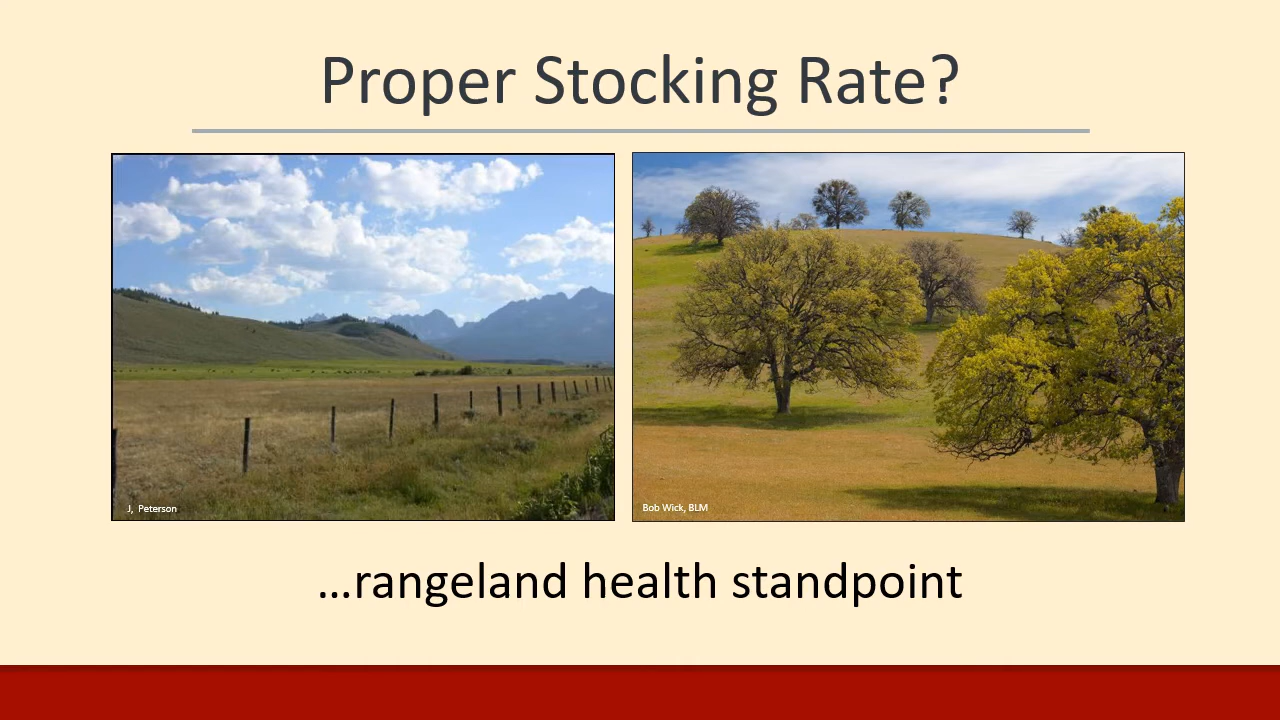 Proper Stocking Rate?
J, Peterson
Bob Wick, BLM
...rangeland health standpoint